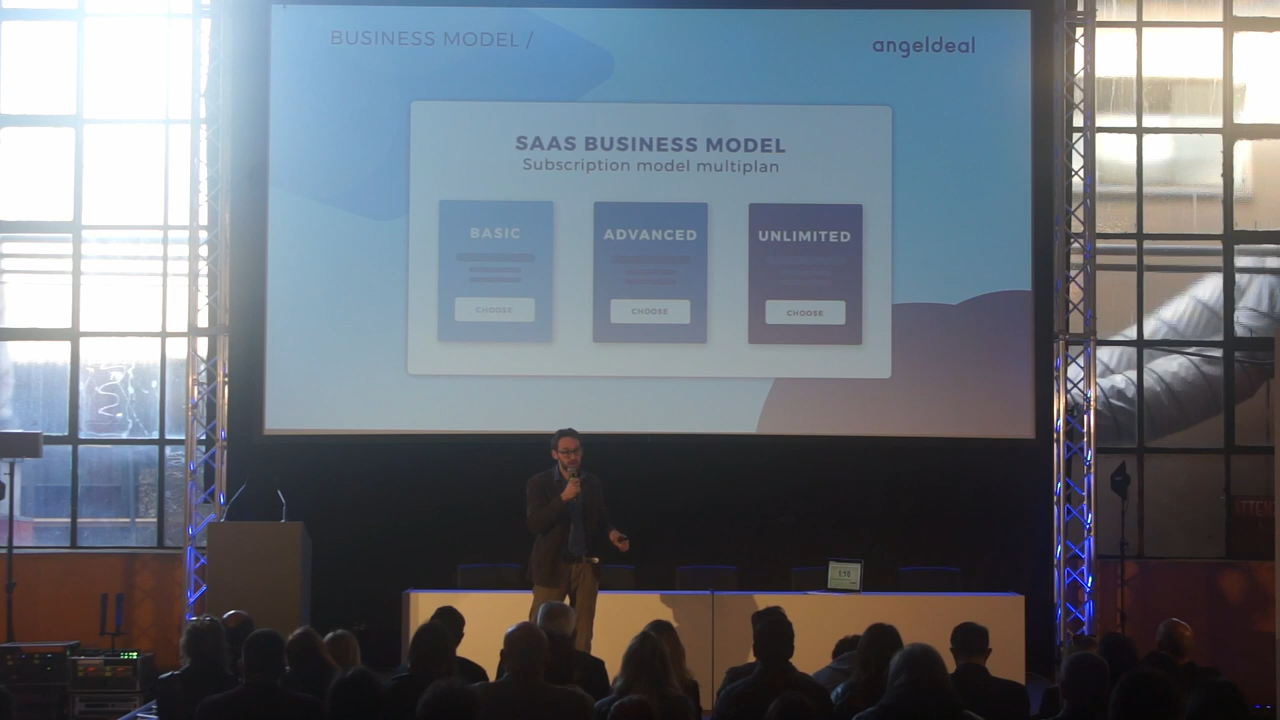 BUSINESS MODEL /
angeldeal
SAAS BUSINESS MODEL
Subscription model multiplan
BASIC
CHOOSE
ADVANCED
CHOOSE
UNLIMITED
CHOOSE